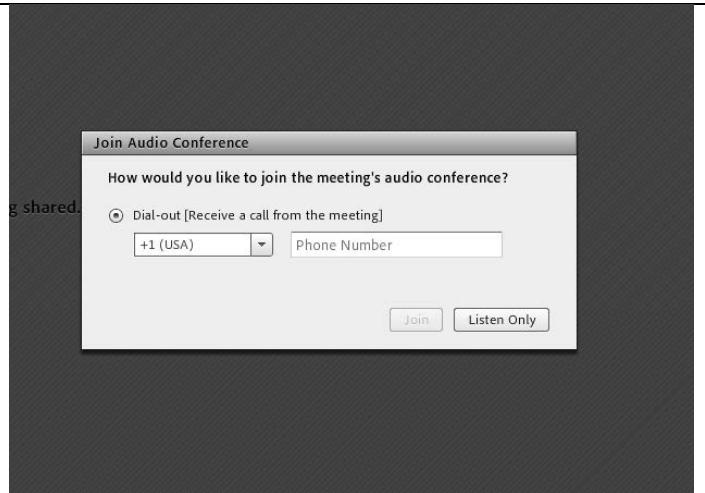 Join Audio Conference
How would you like to join the meeting's audio conference?
g shared.
Dial-out [Receive a call from the meeting]
+1 (USA) Phone Number
Join Listen Only